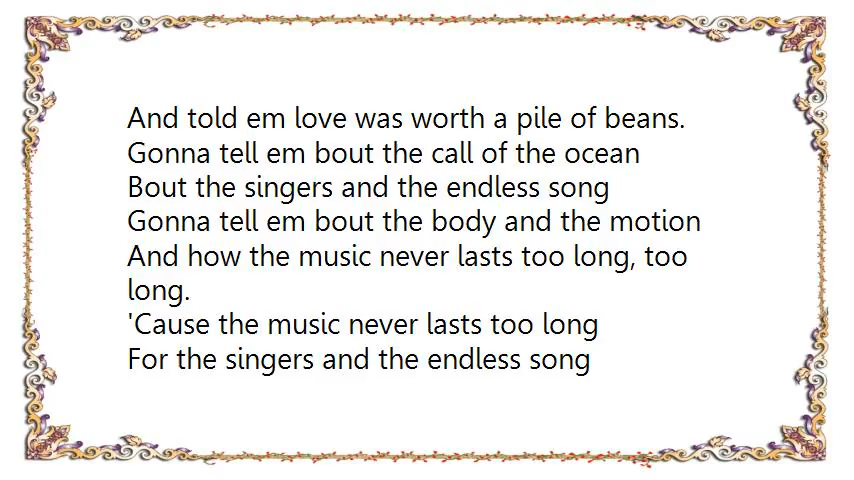 And told em love was worth a pile of beans.
Gonna tell em bout the call of the ocean
Bout the singers and the endless song
Gonna tell em bout the body and the motion
And how the music never lasts too long, too
long.
'Cause the music never lasts too long
For the singers and the endless song